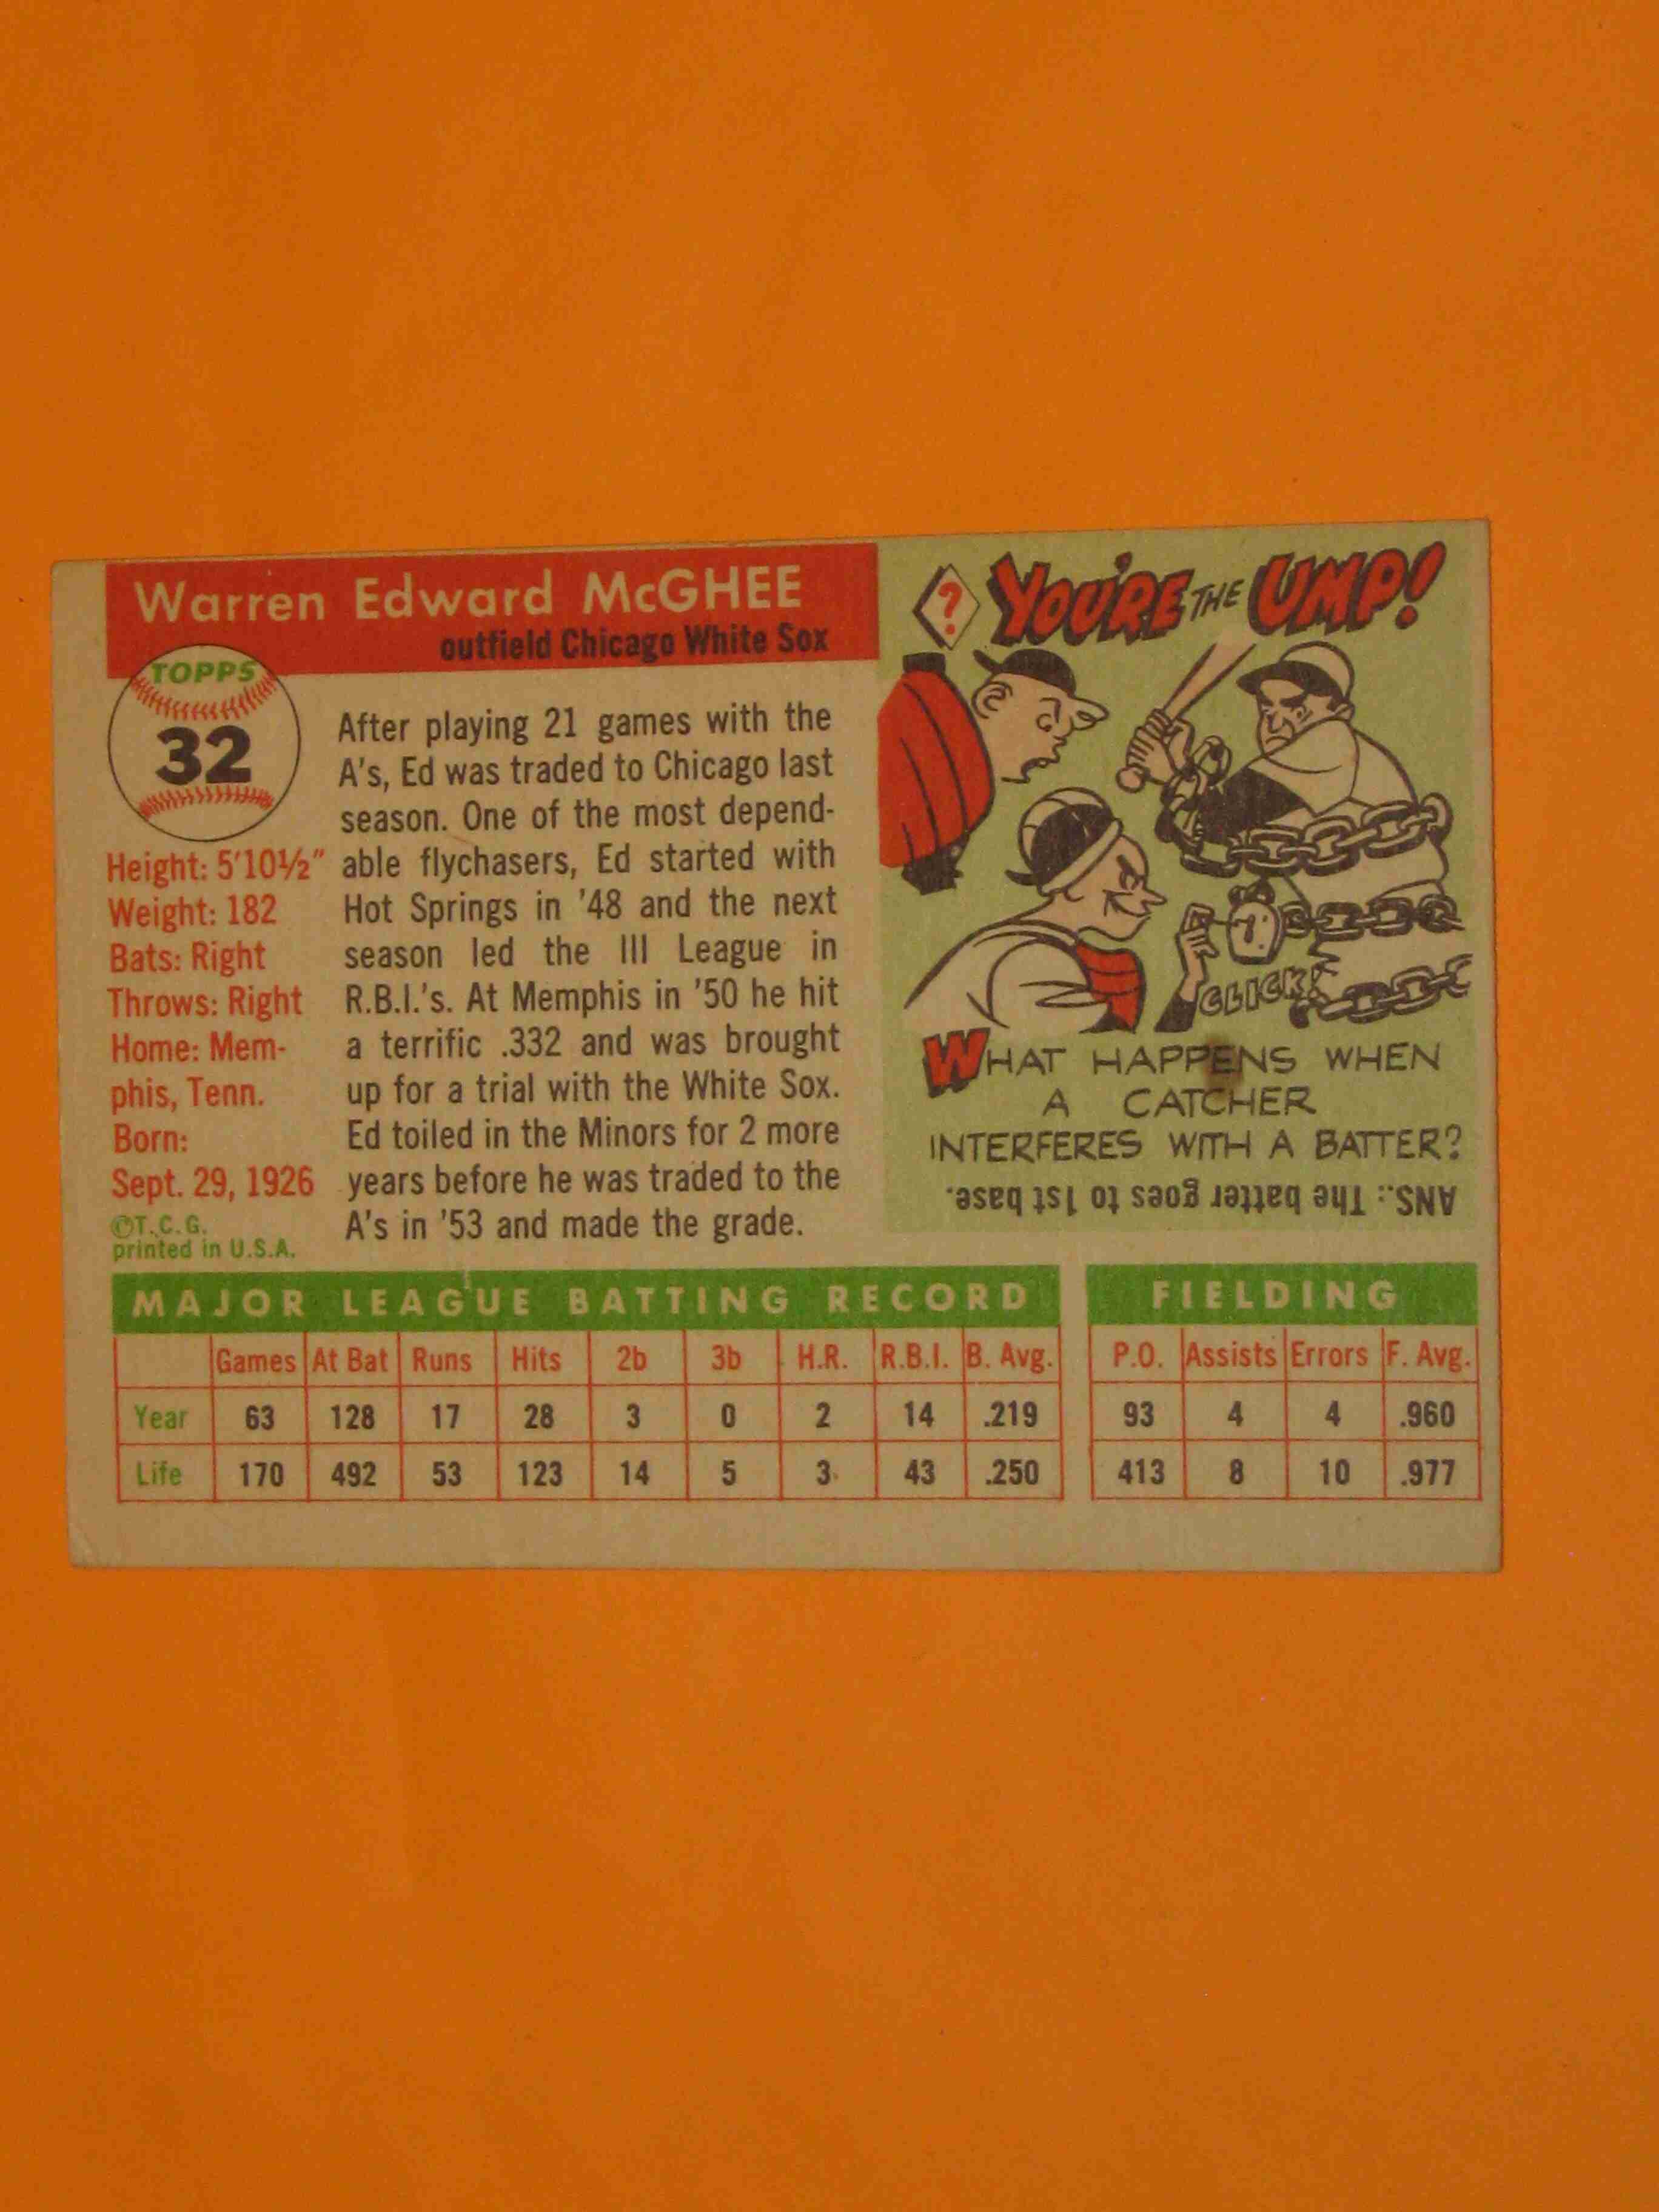 Warren Edward McGHEE
outfield Chicago White Sox
TOPPS
32
Height: 5'10½"
Weight: 182
Bats: Right
Throws: Right
Home: Mem-
phis, Tenn.
Born:
Sept. 29, 1926
©T.C.G.
printed in U.S.A.
After playing 21 games with the
A's, Ed was traded to Chicago last
season. One of the most depend-
able flychasers, Ed started with
Hot Springs in '48 and the next
season led the III League in
R.B.I.'s. At Memphis in '50 he hit
a terrific .332 and was brought
up for a trial with the White Sox.
Ed toiled in the Minors for 2 more
years before he was traded to the
A's in '53 and made the grade.
? YOU'RE THE UMP!
CLICK!
WHAT HAPPENS WHEN
A CATCHER
INTERFERES WITH A BATTER?
ANS.: The batter goes to 1st base.
MAJOR LEAGUE BATTING RECORD
Games At Bat Runs Hits 2b 3b H.R. R.B.I. B. Avg.
Year 63 128 17 28 3 0 2 14 .219
Life 170 492 53 123 14 5 3 43 .250
FIELDING
P.O. Assists Errors F. Avg.
93 4 4 .960
413 8 10 .977